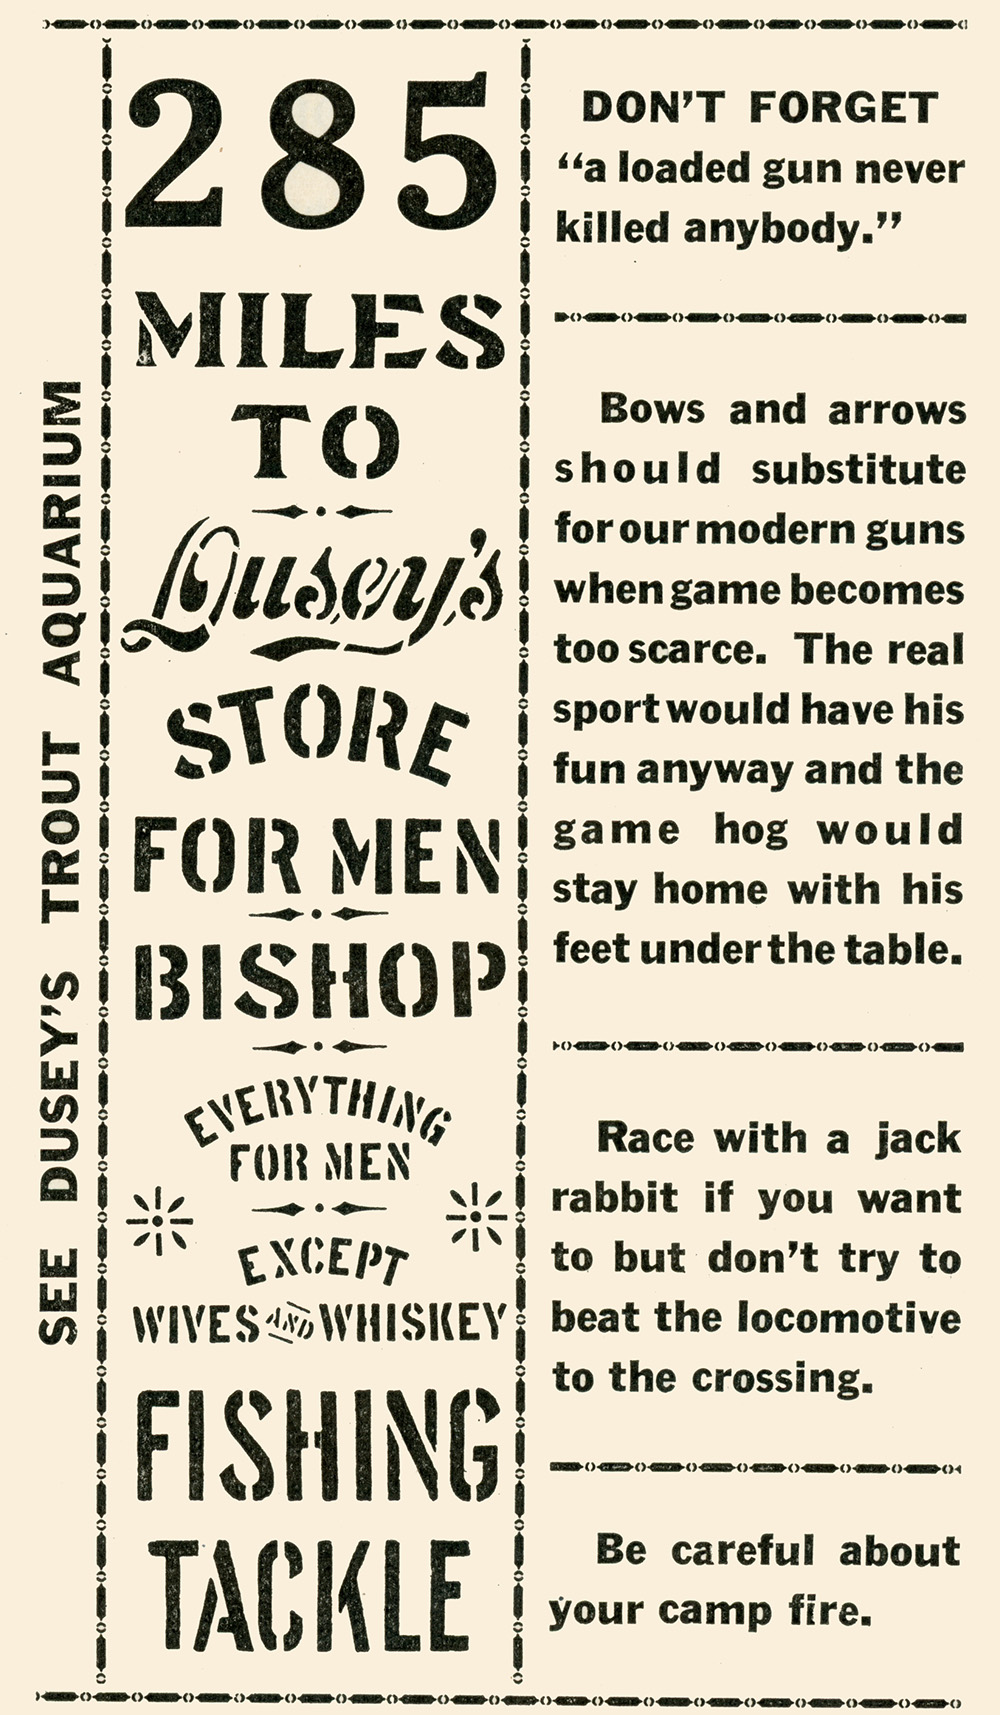 SEE DUSEY'S TROUT AQUARIUM
285
MILES
TO
Dusey's
STORE
FOR MEN
BISHOP
EVERYTHING
FOR MEN
EXCEPT
WIVES AND WHISKEY
FISHING
TACKLE
DON'T FORGET
“a loaded gun never
killed anybody.”
Bows and arrows
should substitute
for our modern guns
when game becomes
too scarce. The real
sport would have his
fun anyway and the
game hog would
stay home with his
feet under the table.
Race with a jack
rabbit if you want
to but don't try to
beat the locomotive
to the crossing.
Be careful about
your camp fire.